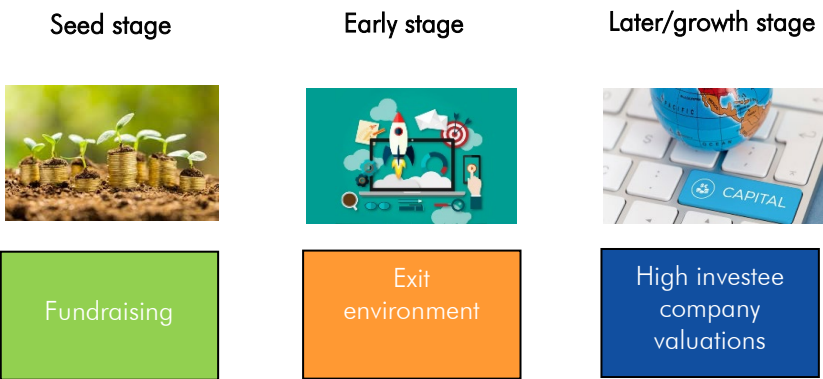 Seed stage
Early stage
Later/growth stage
CAPITAL
Fundraising
Exit
environment
High investee
company
valuations